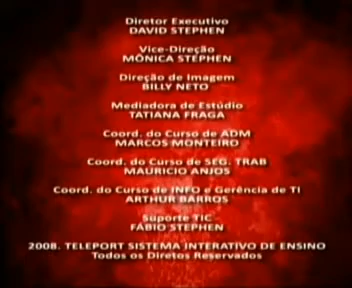 Diretor Executivo
DAVID STEPHEN
Vice-Direção
MÔNICA STEPHEN
Direção de Imagem
BILLY NETO
Mediadora de Estúdio
TATIANA FRAGA
Coord. do Curso de ADM
MARCOS MONTEIRO
Coord. do Curso de SEG. TRAB
MAURICIO ANJOS
Coord. do Curso de INFO e Gerência de TI
ARTHUR BARROS
Suporte TIC
FÁBIO STEPHEN
2008. TELEPORT SISTEMA INTERATIVO DE ENSINO
Todos os Diretos Reservados